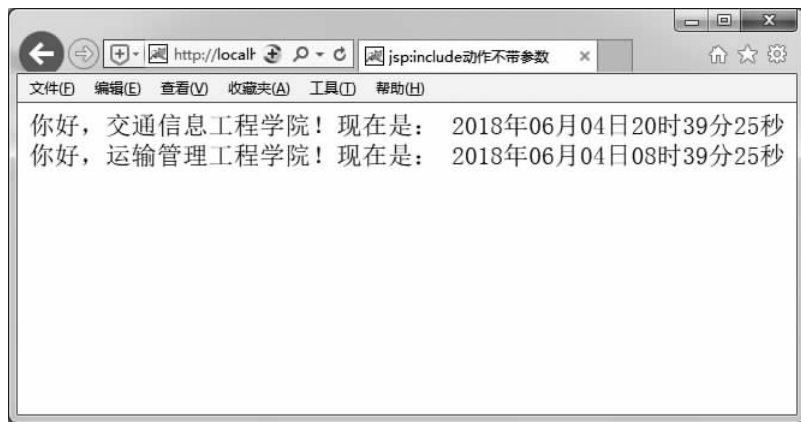 http://localh
jsp:include动作不带参数
文件(F) 编辑(E) 查看(V) 收藏夹(A) 工具(T) 帮助(H)
你好，交通信息工程学院！现在是： 2018年06月04日20时39分25秒
你好，运输管理工程学院！现在是： 2018年06月04日08时39分25秒